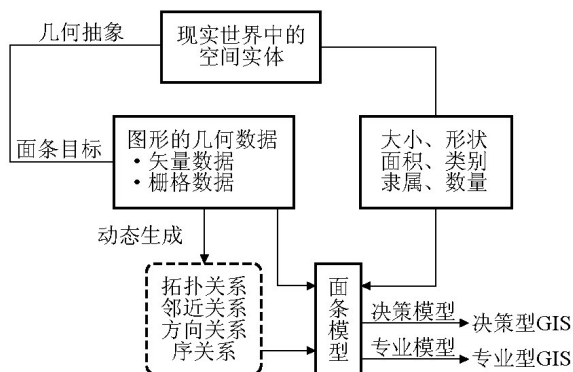 几何抽象
现实世界中的
空间实体
面条目标
图形的几何数据
·矢量数据
·栅格数据
大小、形状
面积、类别
隶属、数量
动态生成
拓扑关系
邻近关系
方向关系
序关系
面条模型
决策模型
决策型GIS
专业模型
专业型GIS